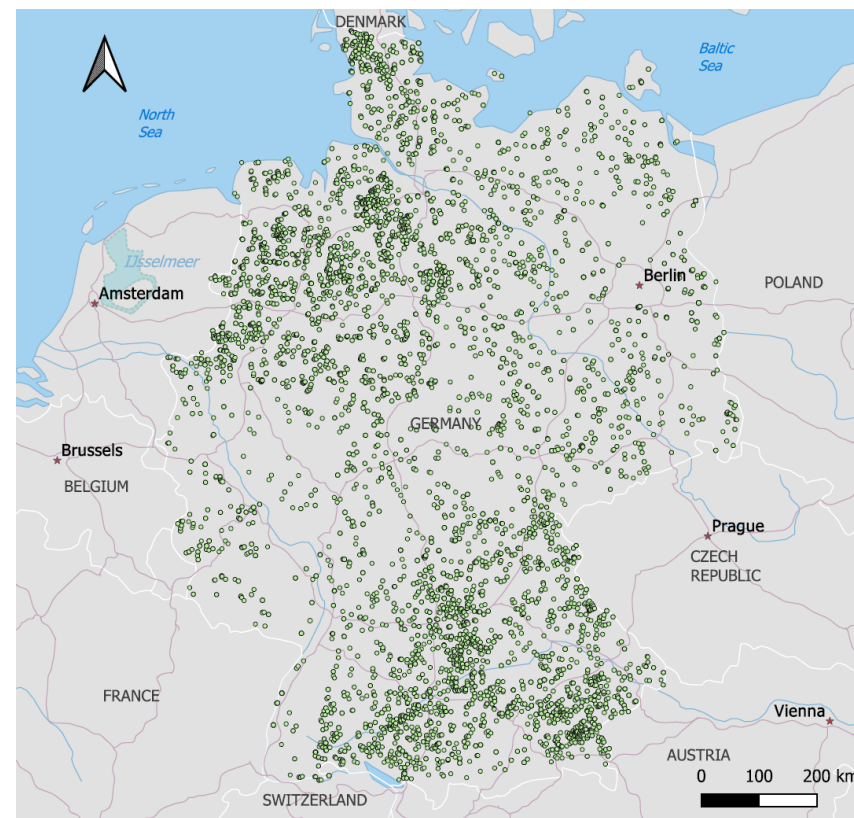 DENMARK
Baltic
Sea
North
Sea
IJsselmeer
Berlin
POLAND
Amsterdam
GERMANY
Brussels
BELGIUM
Prague
CZECH
REPUBLIC
FRANCE
Vienna
AUSTRIA
0 100 200 km
SWITZERLAND